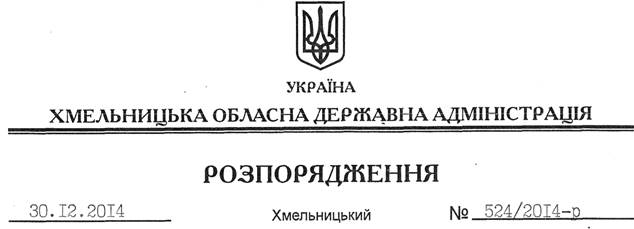 УКРАЇНА
ХМЕЛЬНИЦЬКА ОБЛАСНА ДЕРЖАВНА АДМІНІСТРАЦІЯ
РОЗПОРЯДЖЕННЯ
30.12.2014 Хмельницький № 524/2014-р